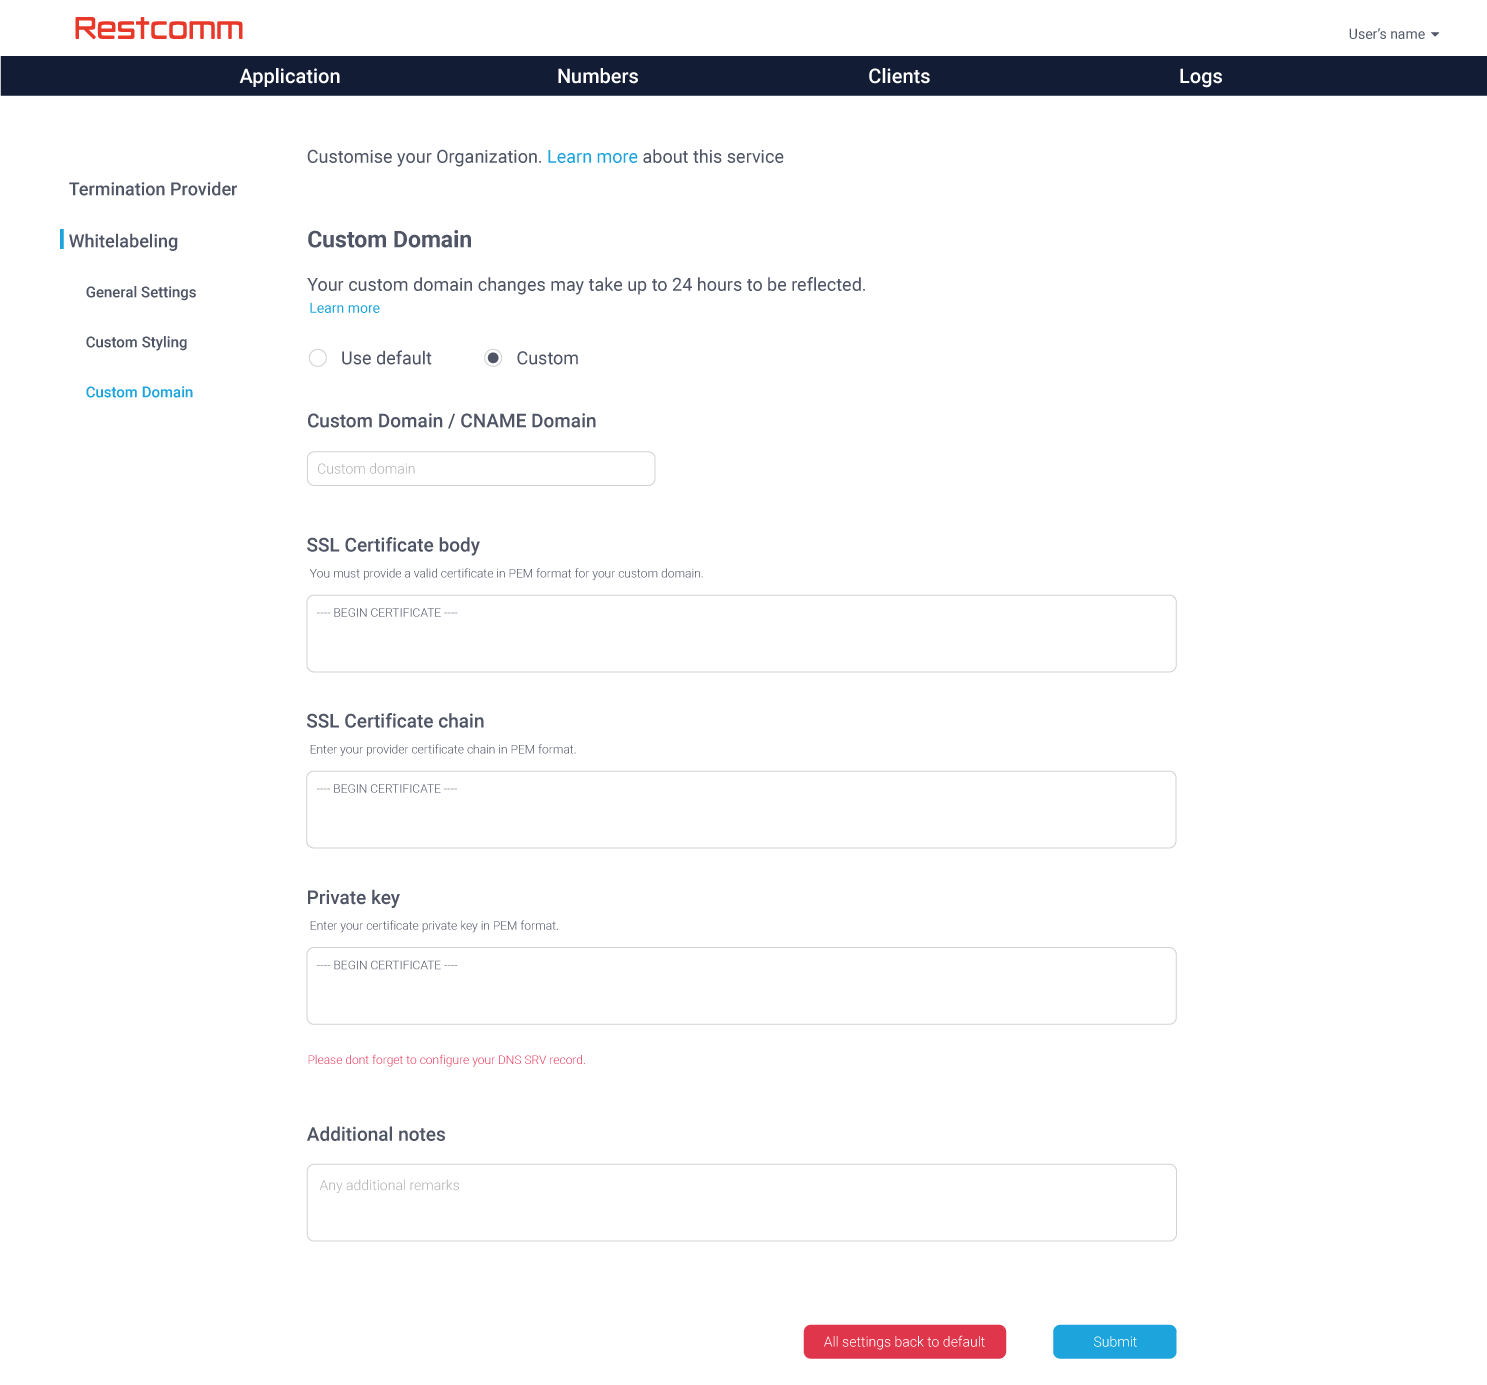 Restcomm
User's name
Application Numbers Clients Logs
Customise your Organization. Learn more about this service
Termination Provider
Whitelabeling
General Settings
Custom Styling
Custom Domain
Custom Domain
Your custom domain changes may take up to 24 hours to be reflected.
Learn more
Use default Custom
Custom Domain / CNAME Domain
Custom domain
SSL Certificate body
You must provide a valid certificate in PEM format for your custom domain.
---- BEGIN CERTIFICATE ----
SSL Certificate chain
Enter your provider certificate chain in PEM format.
---- BEGIN CERTIFICATE ----
Private key
Enter your certificate private key in PEM format.
---- BEGIN CERTIFICATE ----
Please dont forget to configure your DNS SRV record.
Additional notes
Any additional remarks
All settings back to default Submit